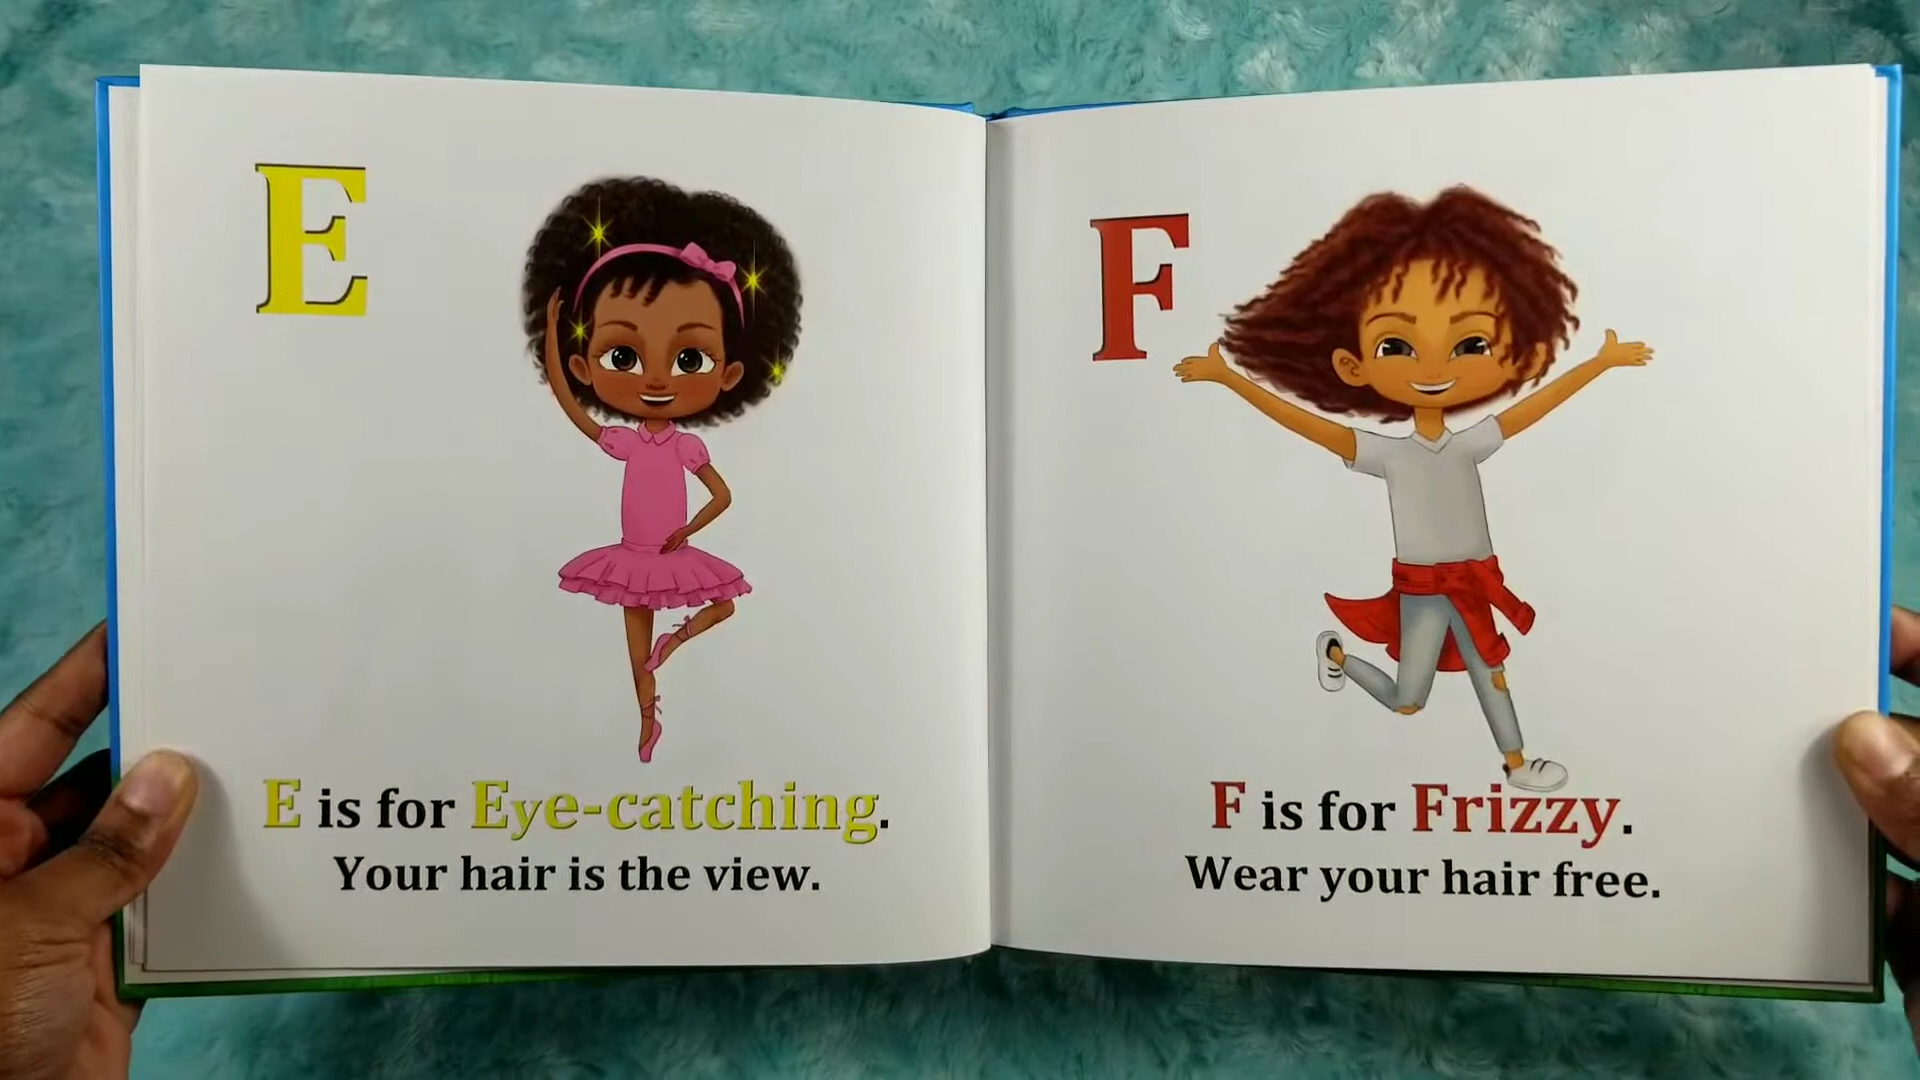 E
E is for Eye-catching.
Your hair is the view.
F
F is for Frizzy.
Wear your hair free.